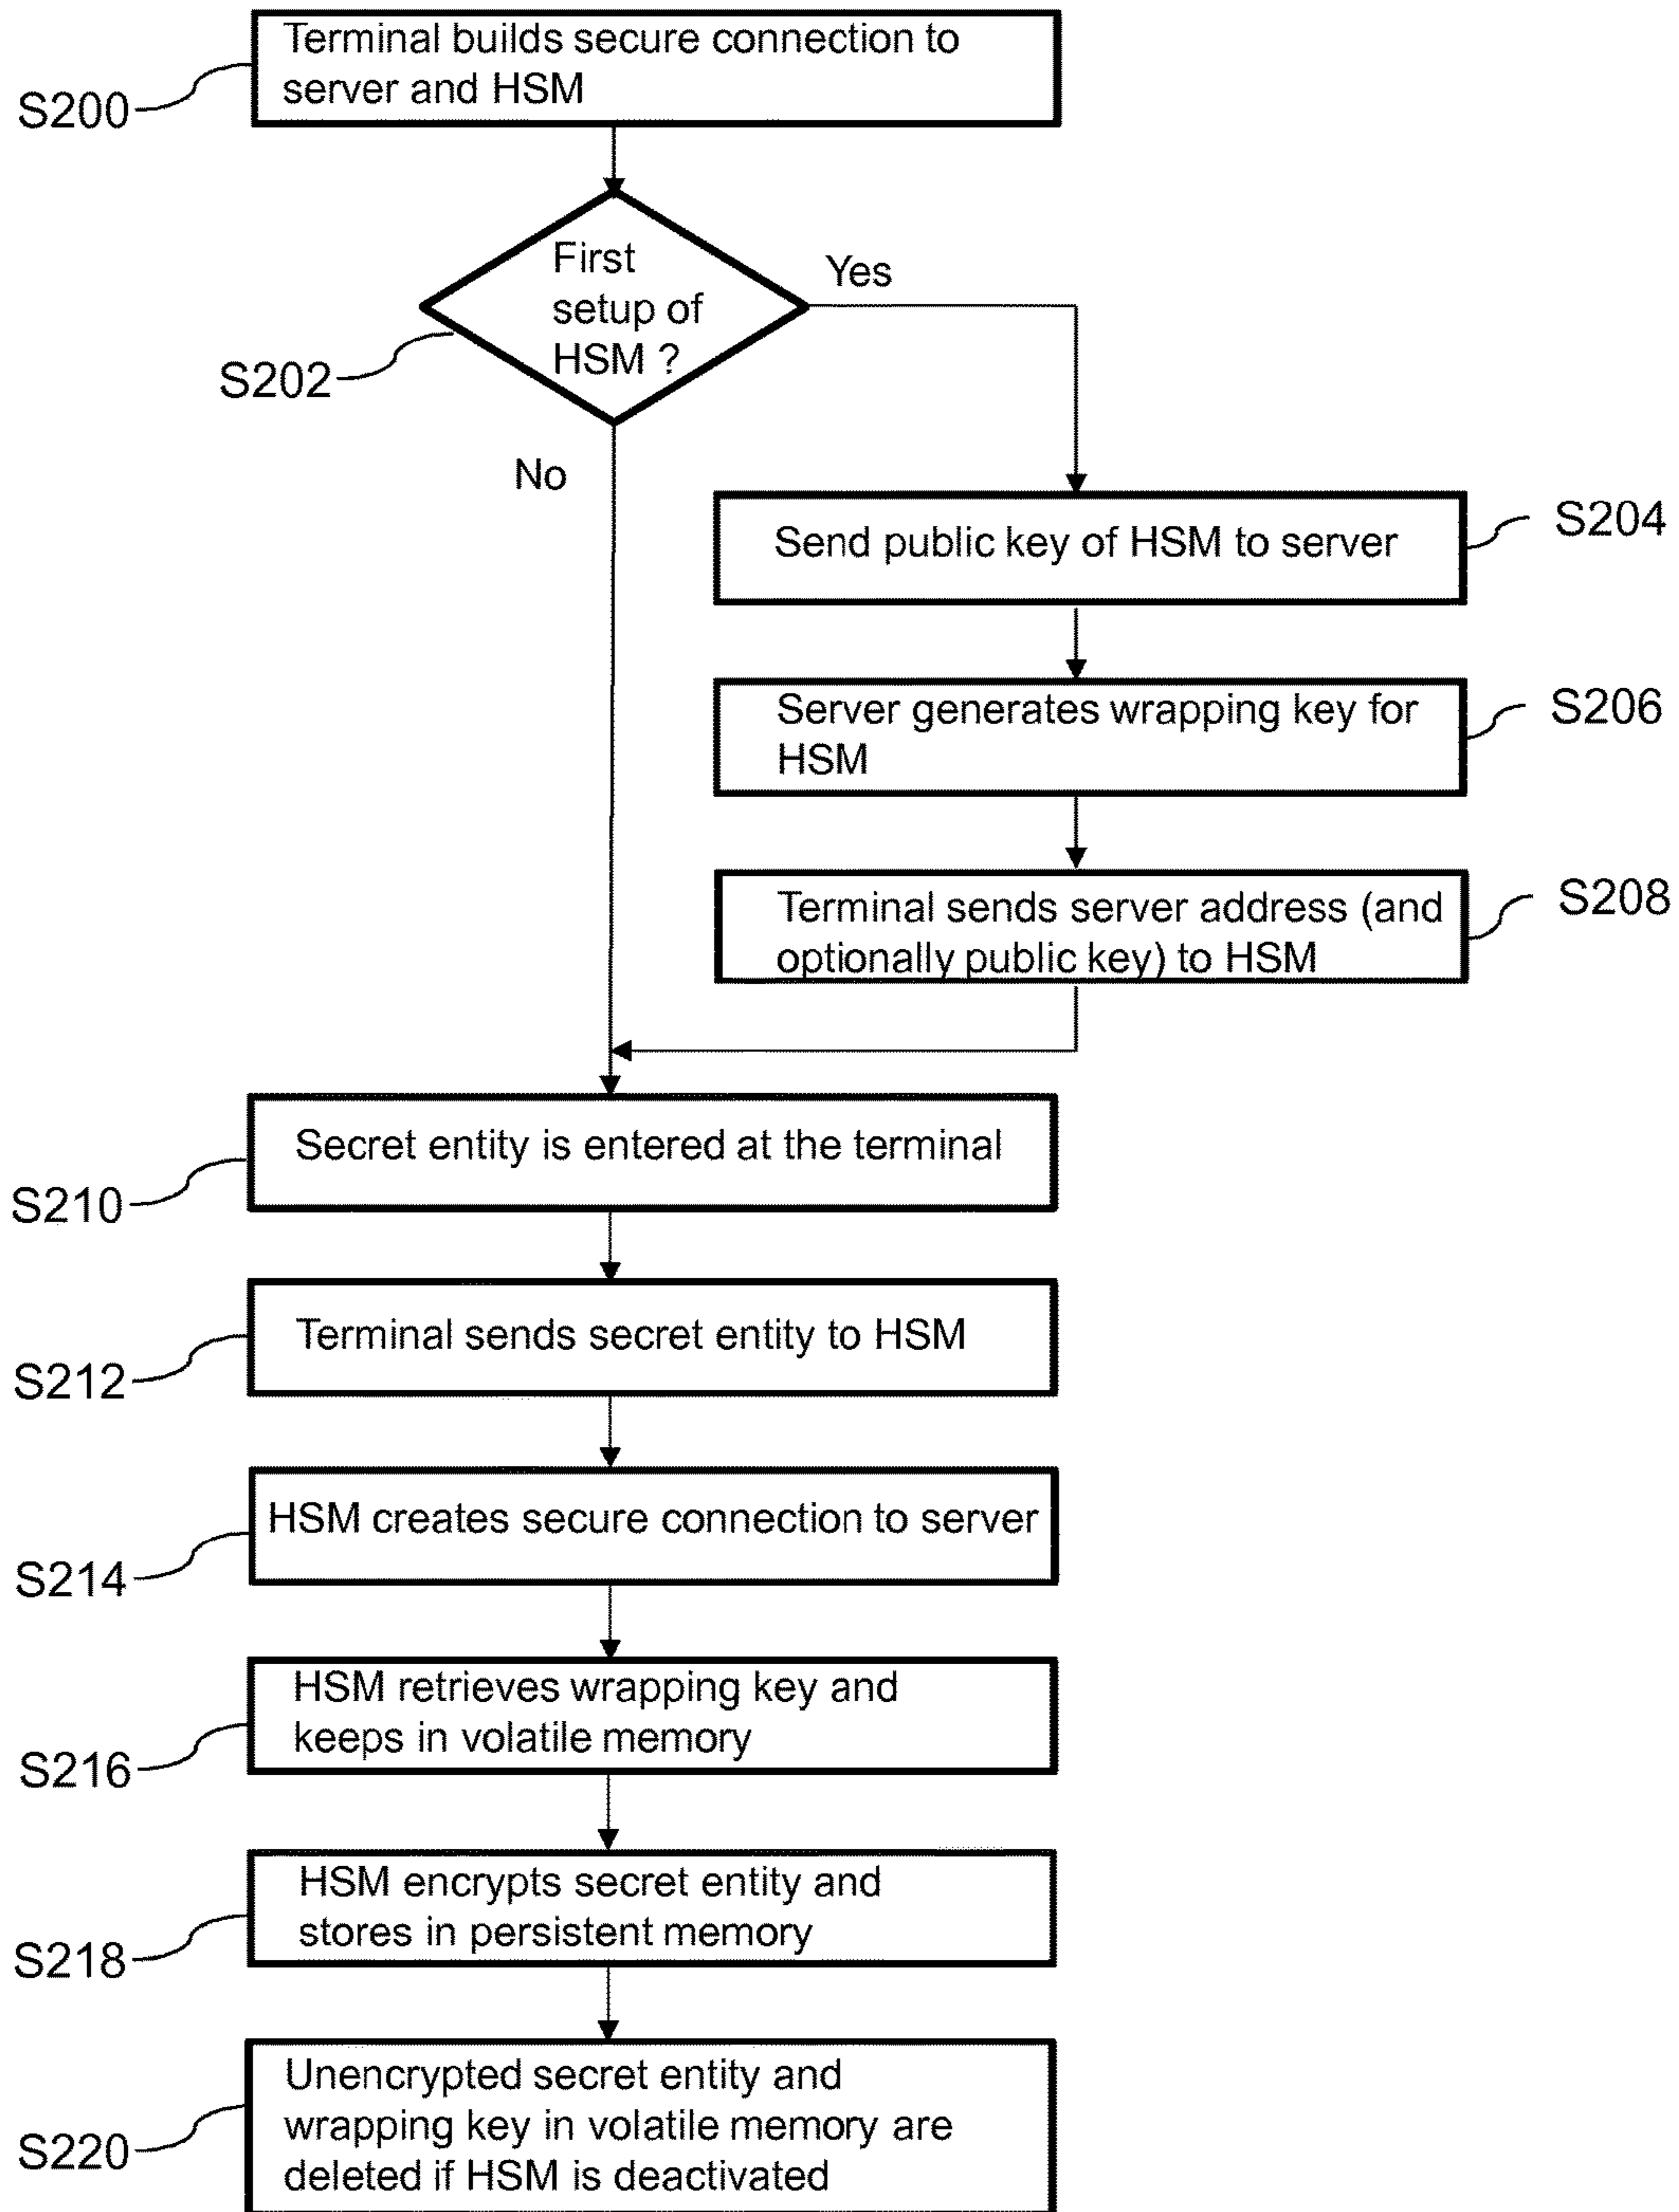 Terminal builds secure connection to
server and HSM
S200
First
setup of
HSM ?
Yes
S202
No
Send public key of HSM to server
S204
Server generates wrapping key for
HSM
S206
Terminal sends server address (and
optionally public key) to HSM
S208
Secret entity is entered at the terminal
S210
Terminal sends secret entity to HSM
S212
HSM creates secure connection to server
S214
HSM retrieves wrapping key and
keeps in volatile memory
S216
HSM encrypts secret entity and
stores in persistent memory
S218
Unencrypted secret entity and
wrapping key in volatile memory are
deleted if HSM is deactivated
S220